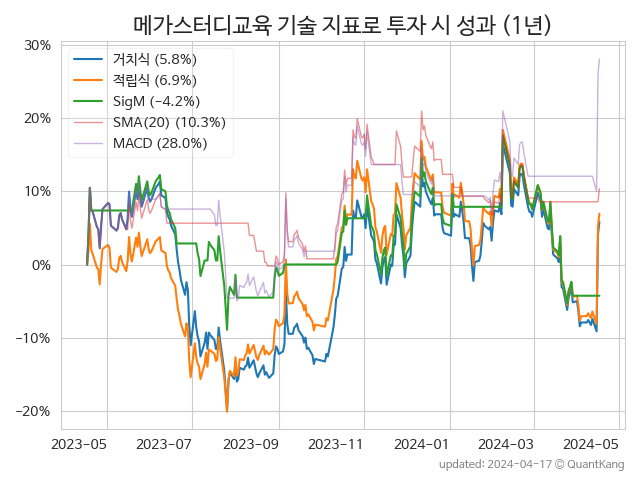 메가스터디교육 기술 지표로 투자 시 성과 (1년)
거치식 (5.8%)
적립식 (6.9%)
SigM (−4.2%)
SMA(20) (10.3%)
MACD (28.0%)
30%
20%
10%
0%
−10%
−20%
2023-05 2023-07 2023-09 2023-11 2024-01 2024-03 2024-05
updated: 2024-04-17 © QuantKang